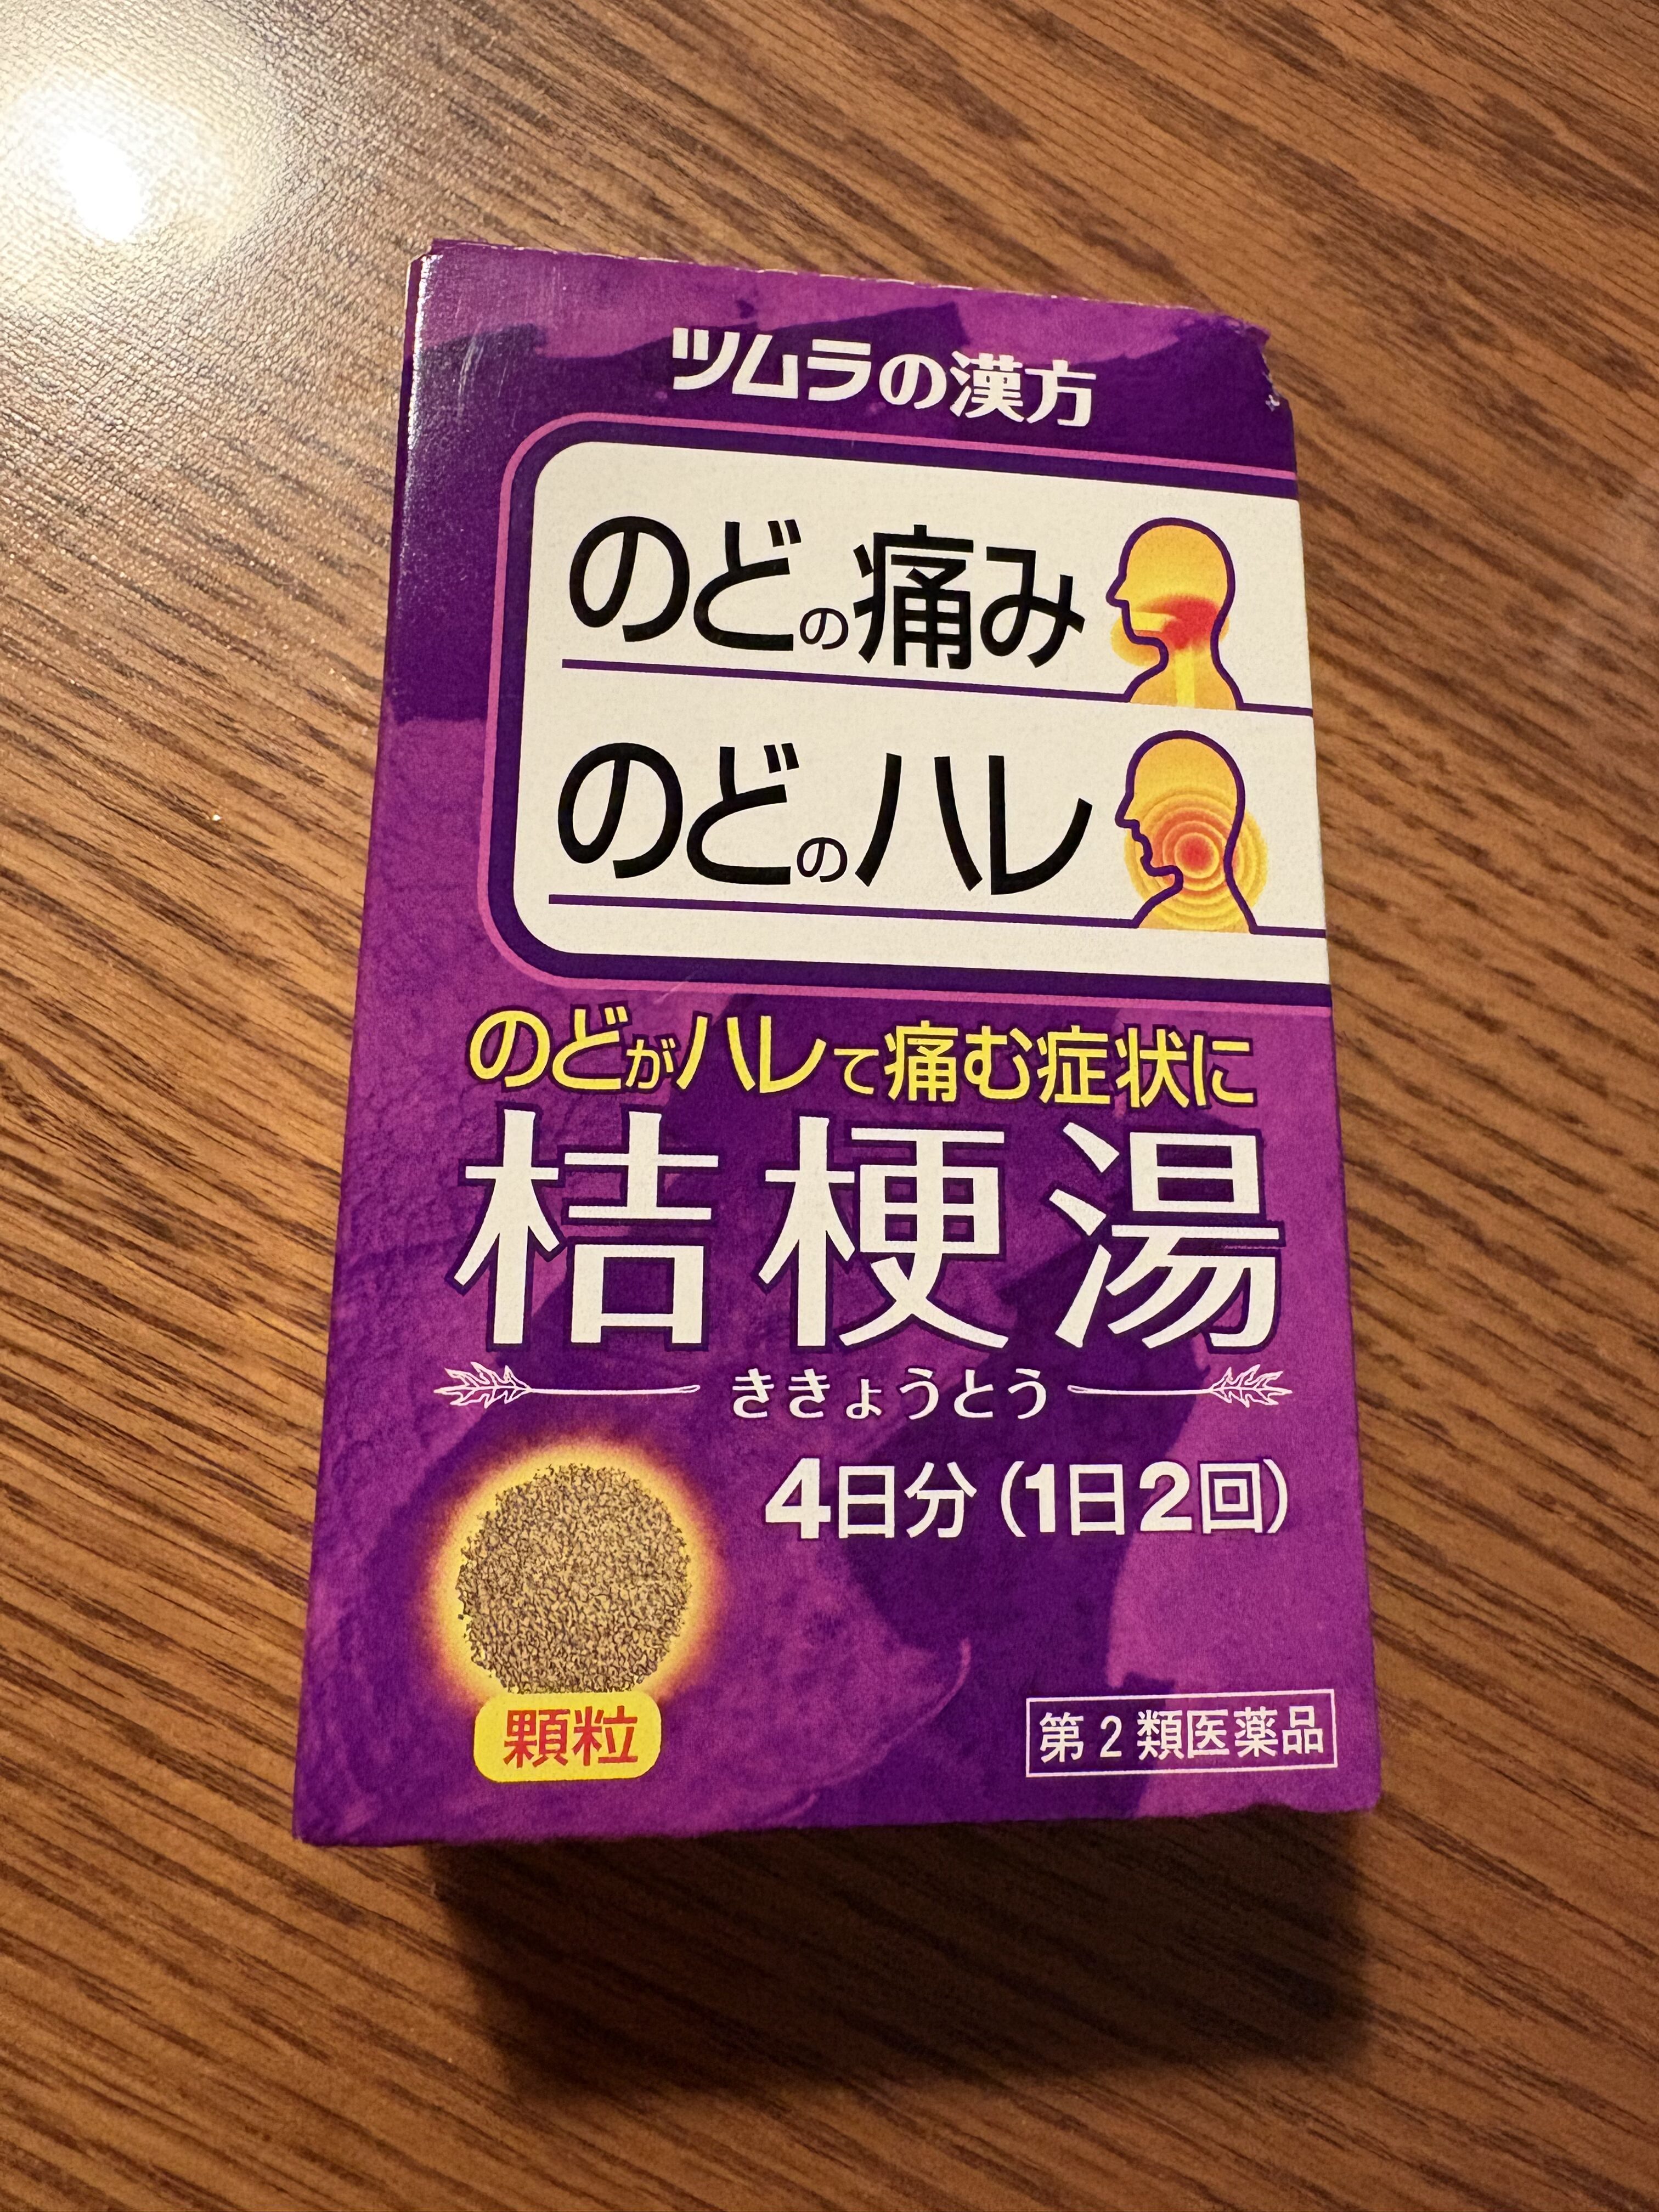 ツムラの漢方
のどの痛み
のどのハレ
のどがハレて痛む症状に
桔梗湯
ききょうとう
4日分(1日2回)
顆粒
第2類医薬品